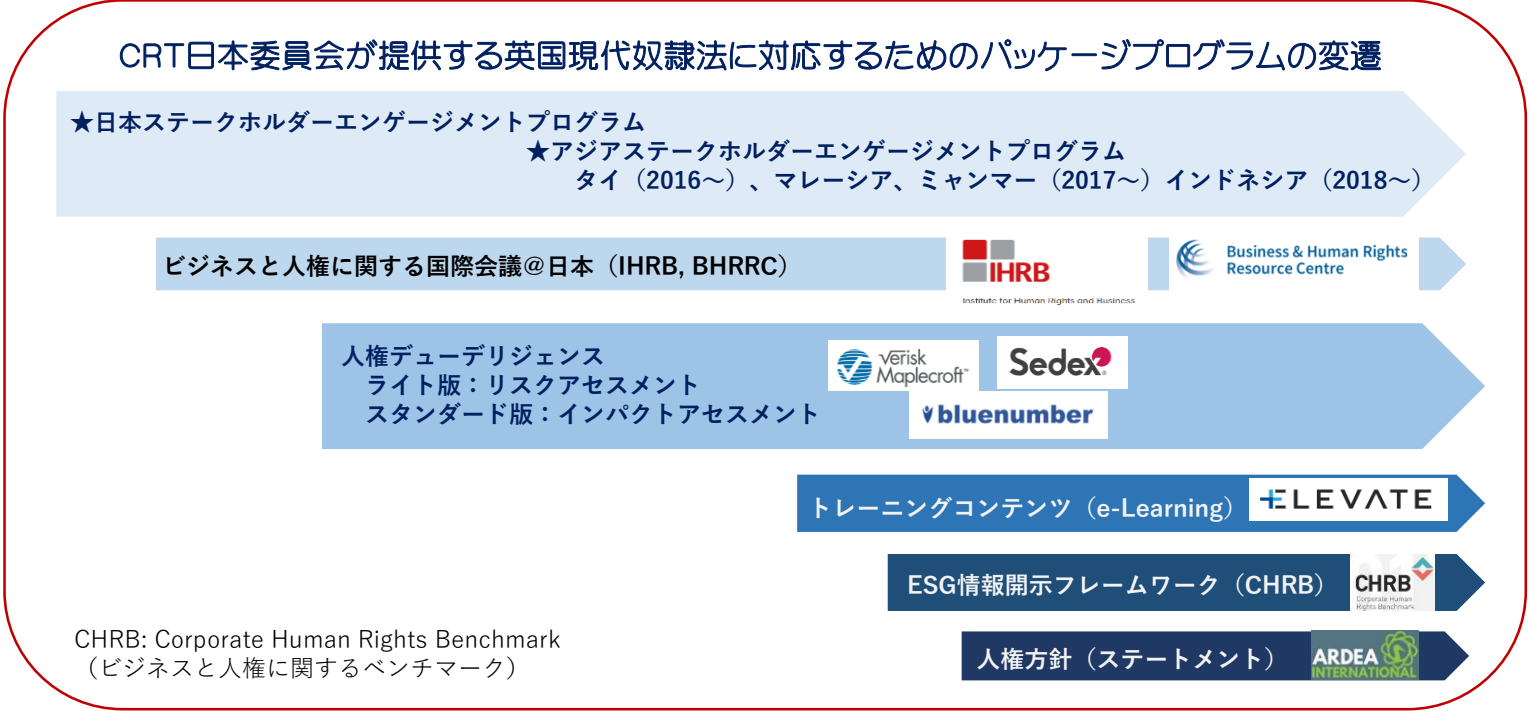 CRT日本委員会が提供する英国現代奴隷法に対応するためのパッケージプログラムの変遷
★日本ステークホルダーエンゲージメントプログラム
★アジアステークホルダーエンゲージメントプログラム
タイ（2016～）、マレーシア、ミャンマー（2017～）インドネシア（2018～）
ビジネスと人権に関する国際会議@日本（IHRB, BHRRC）
IHRB
Institute for Human Rights and Business
Business & Human Rights
Resource Centre
人権デューデリジェンス
ライト版：リスクアセスメント
スタンダード版：インパクトアセスメント
Verisk
Maplecroft™
Sedex®
bluenumber
トレーニングコンテンツ（e-Learning）
ELEVATE
ESG情報開示フレームワーク（CHRB）
CHRB
Corporate Human
Rights Benchmark
人権方針（ステートメント）
ARDEA
INTERNATIONAL
CHRB: Corporate Human Rights Benchmark
（ビジネスと人権に関するベンチマーク）